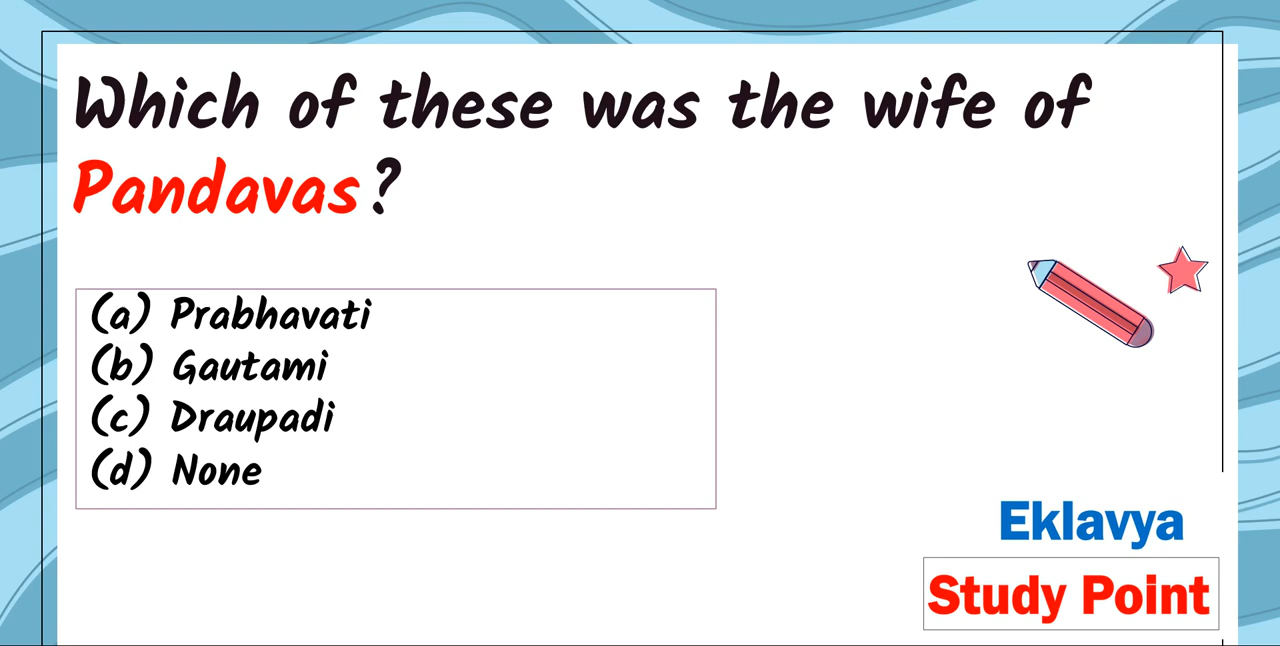 Which of these was the wife of
Pandavas?
(a) Prabhavati
(b) Gautami
(c) Draupadi
(d) None
Eklavya
Study Point